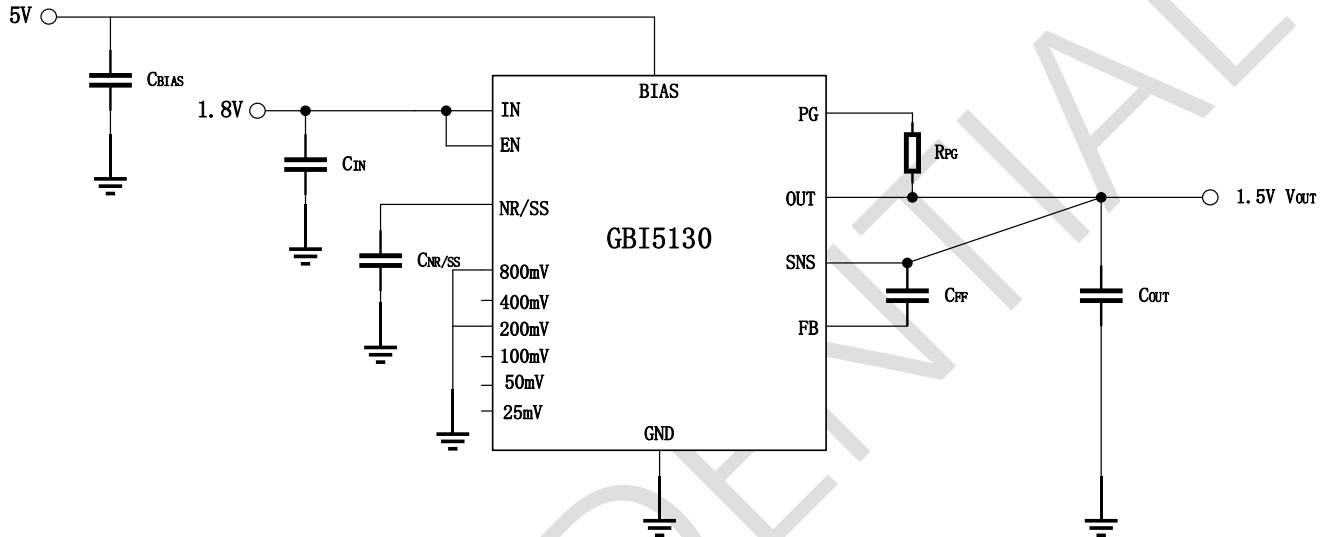 5V
CBIAS
BIAS
1.8V
IN
PG
EN
CIN
RPG
NR/SS
OUT
1.5V VOUT
GBI5130
CNR/SS
800mV
SNS
400mV
CFF
COUT
200mV
FB
100mV
50mV
25mV
GND
DENTIAL